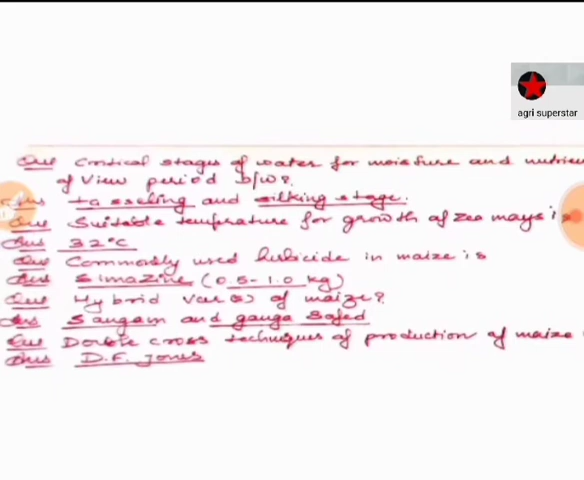 agri superstar
Que Critical stages of water for moisture and nutrien
of view period b/w?
Ans tasseling and silking stage.
Que Suitable temperature for growth of zea mays i
Ans 32°C
Que Commonly used herbicide in maize is
Ans Simazine (0.5-1.0 kg)
Que Hybrid var(s) of maize?
Ans Sangam and ganga safed
Que Double cross techniques of production of maize
Ans D.F. Jones